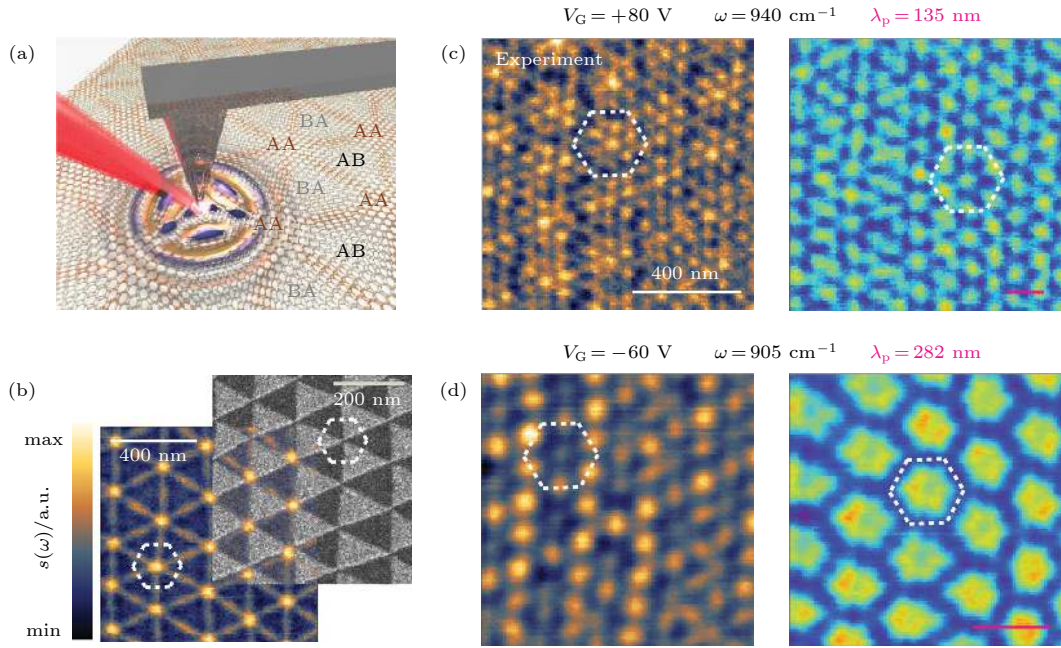 V_G = +80 V ω = 940 cm⁻¹ λ_p = 135 nm
(a)
BA
AA
AA
AB
BA
AA
AA
AB
BA
(c)
Experiment
400 nm
V_G = −60 V ω = 905 cm⁻¹ λ_p = 282 nm
(b)
max
s(ω)/a.u.
min
400 nm
200 nm
(d)